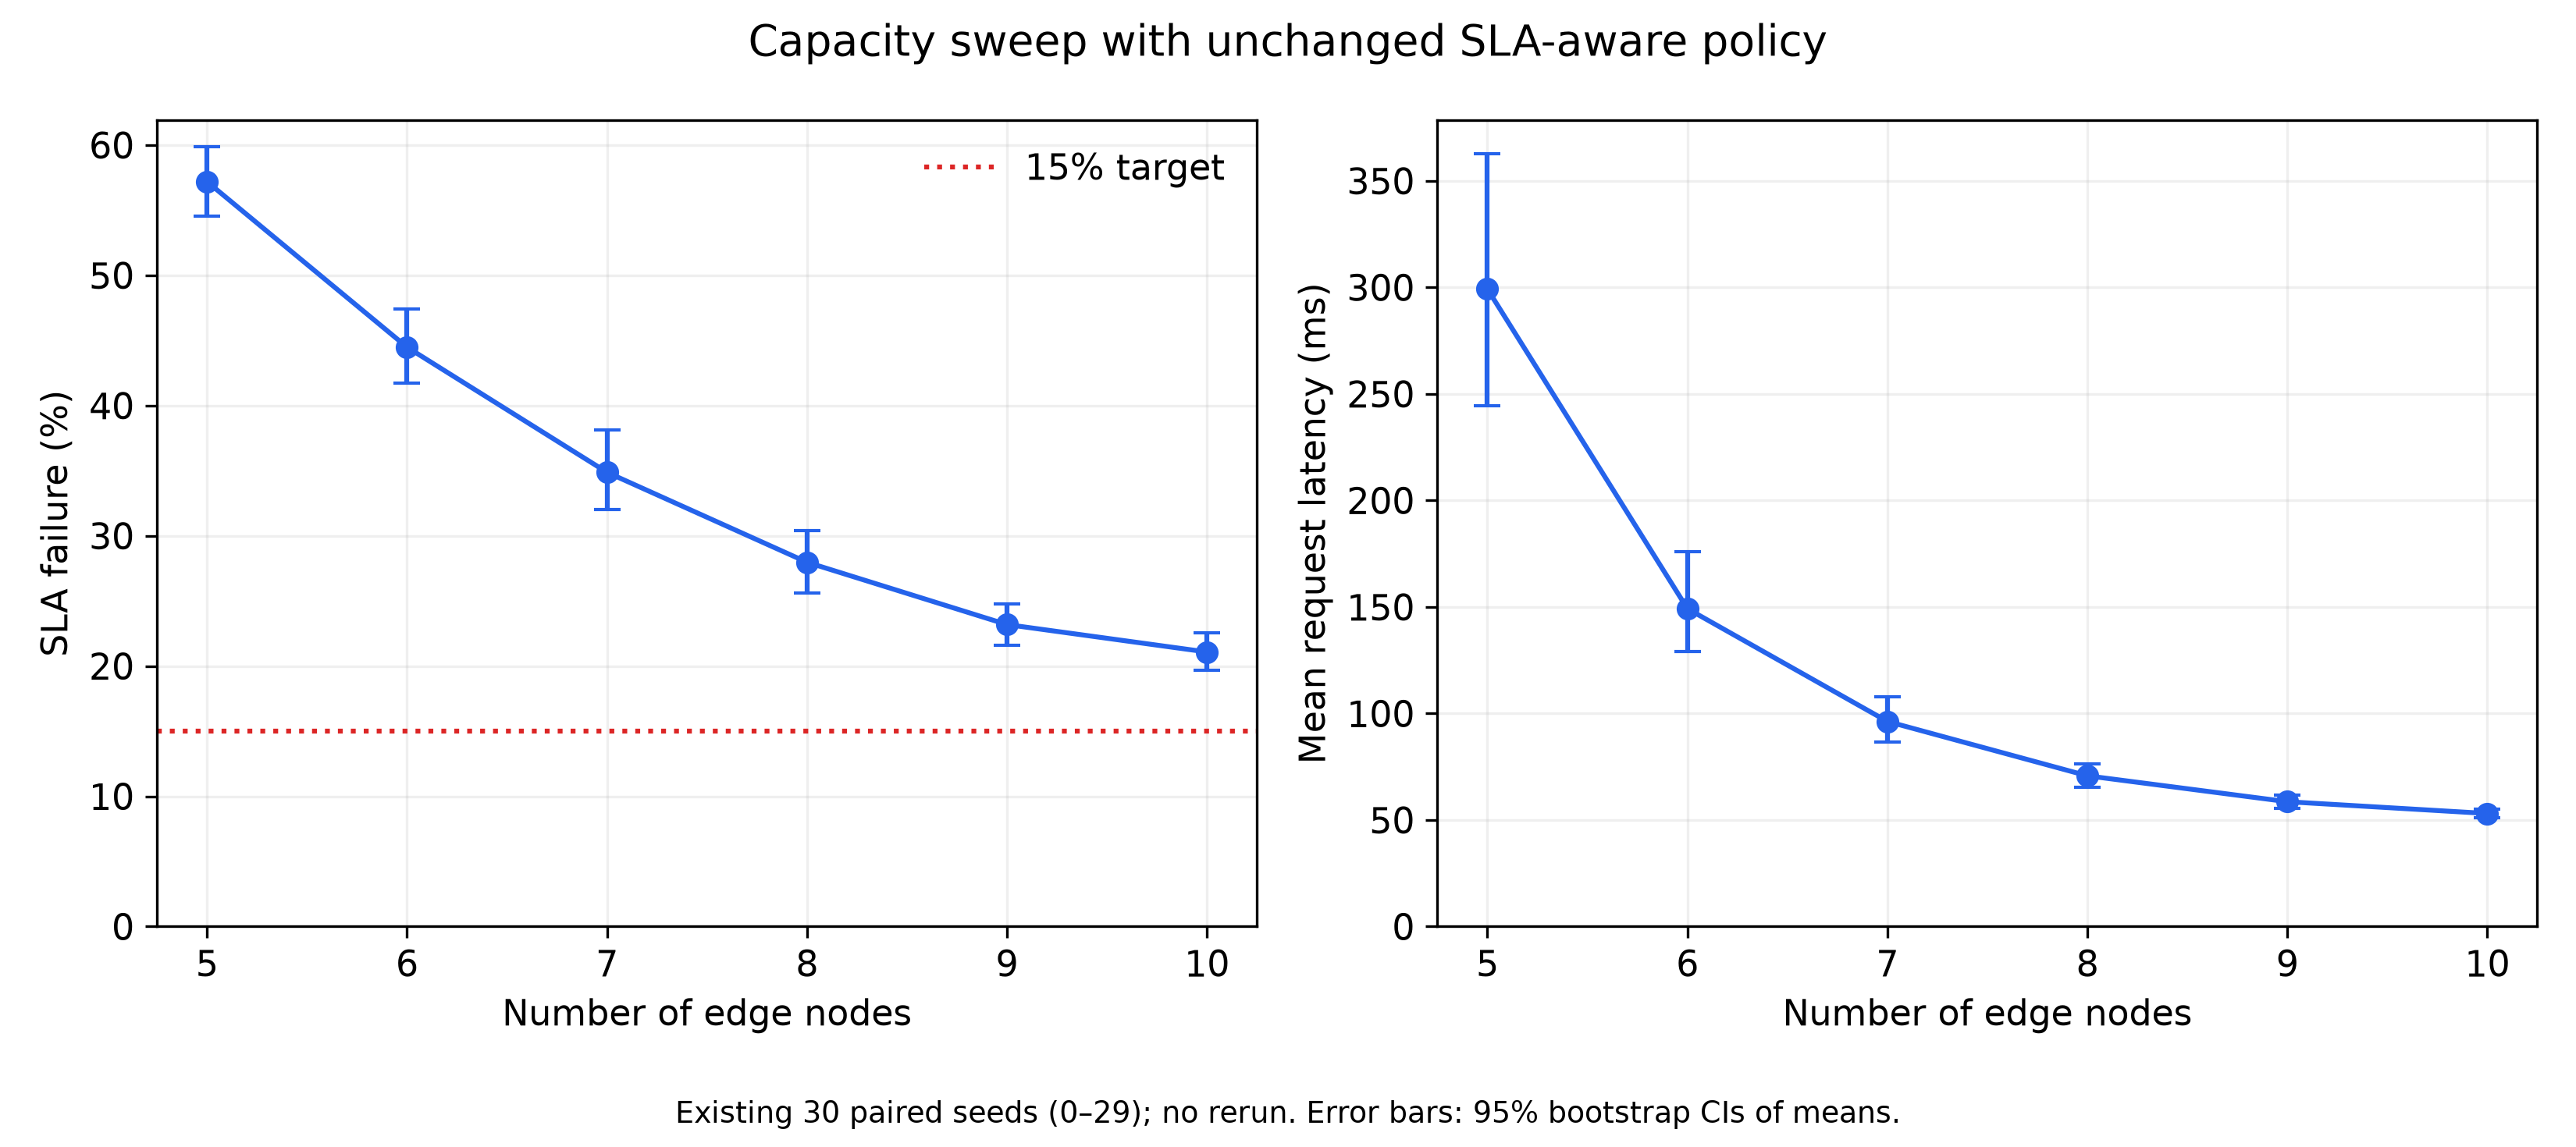 Capacity sweep with unchanged SLA-aware policy
SLA failure (%)
60
50
40
30
20
10
0
15% target
5 6 7 8 9 10
Number of edge nodes
Mean request latency (ms)
350
300
250
200
150
100
50
0
5 6 7 8 9 10
Number of edge nodes
Existing 30 paired seeds (0–29); no rerun. Error bars: 95% bootstrap CIs of means.